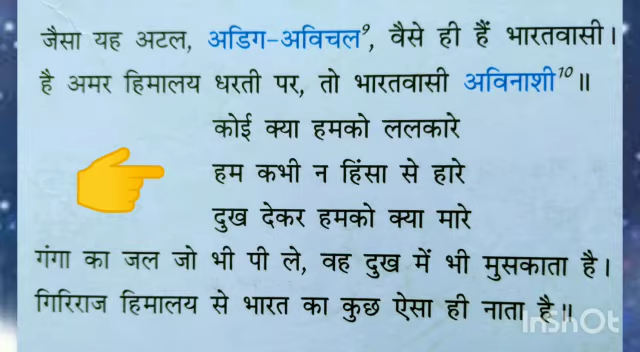 जैसा यह अटल, अडिग-अविचल⁹, वैसे ही हैं भारतवासी।
है अमर हिमालय धरती पर, तो भारतवासी अविनाशी¹⁰॥
कोई क्या हमको ललकारे
हम कभी न हिंसा से हारे
दुख देकर हमको क्या मारे
गंगा का जल जो भी पी ले, वह दुख में भी मुसकाता है।
गिरिराज हिमालय से भारत का कुछ ऐसा ही नाता है॥
InShOt